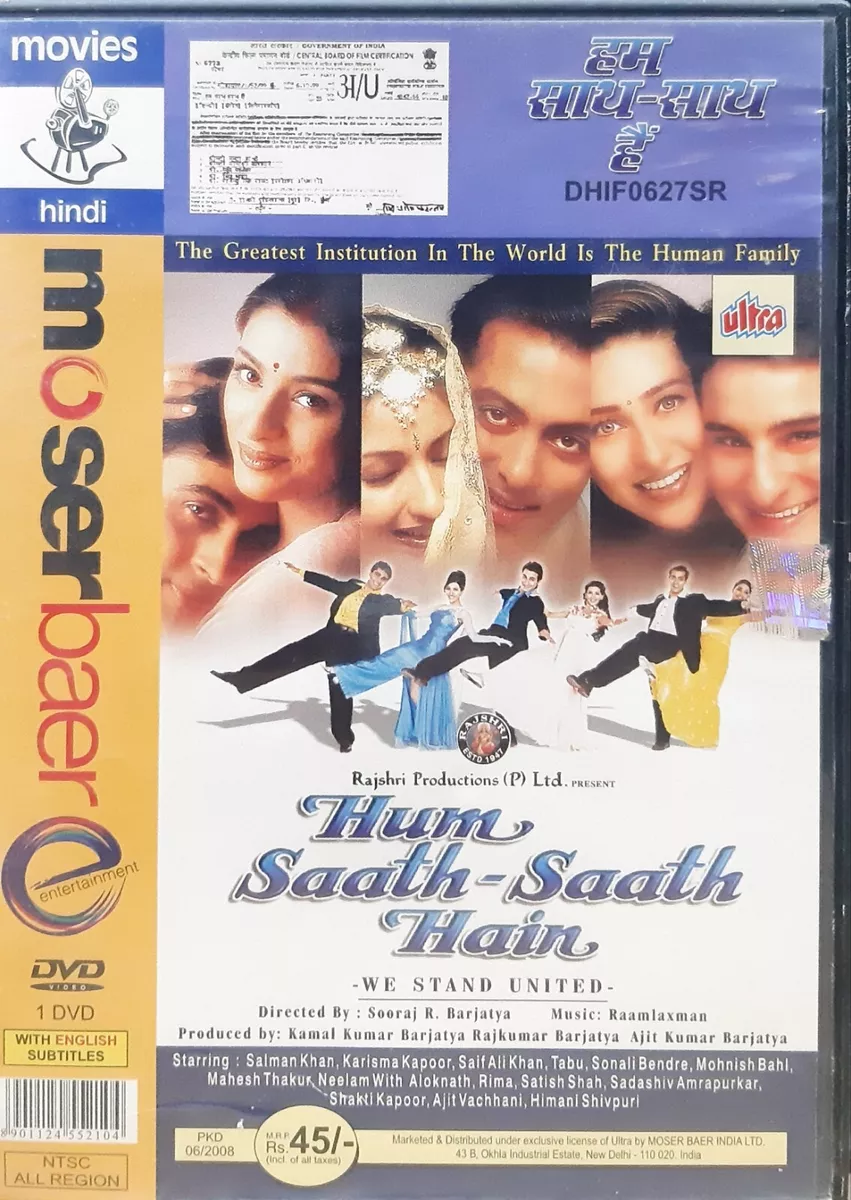 movies
hindi
moserbaer
entertainment
DVD
VIDEO
1 DVD
WITH ENGLISH
SUBTITLES
8901124552104
NTSC
ALL REGION
भारत सरकार / GOVERNMENT OF INDIA
केन्द्रीय फिल्म प्रमाणन बोर्ड / CENTRAL BOARD OF FILM CERTIFICATION
अ/U
हम
साथ-साथ
हैं
DHIF0627SR
The Greatest Institution In The World Is The Human Family
ultra
RAJSHRI
ESTD 1947
Rajshri Productions (P) Ltd. PRESENT
Hum
Saath-Saath
Hain
-WE STAND UNITED-
Directed By : Sooraj R. Barjatya Music: Raamlaxman
Produced by: Kamal Kumar Barjatya Rajkumar Barjatya Ajit Kumar Barjatya
Starring : Salman Khan, Karisma Kapoor, Saif Ali Khan, Tabu, Sonali Bendre, Mohnish Bahl,
Mahesh Thakur, Neelam With Aloknath, Rima, Satish Shah, Sadashiv Amrapurkar,
Shakti Kapoor, Ajit Vachhani, Himani Shivpuri
PKD
06/2008
M.R.P.
Rs. 45/-
(Incl. of all taxes)
Marketed & Distributed under exclusive license of Ultra by MOSER BAER INDIA LTD.
43 B, Okhla Industrial Estate, New Delhi - 110 020. India